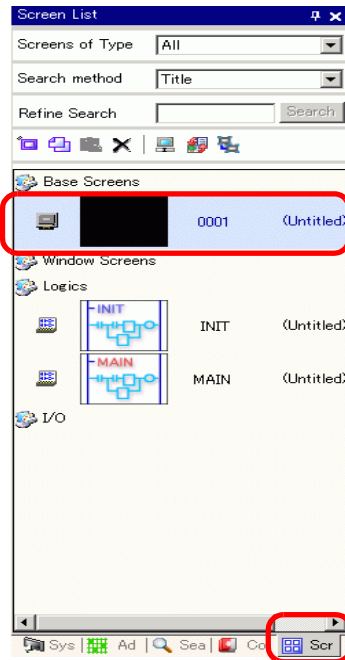 Screen List
Screens of Type All
Search method Title
Refine Search Search
Base Screens
0001 (Untitled)
Window Screens
Logics
INIT
INIT (Untitled)
MAIN
MAIN (Untitled)
I/O
Sys Ad Sea Co Scr